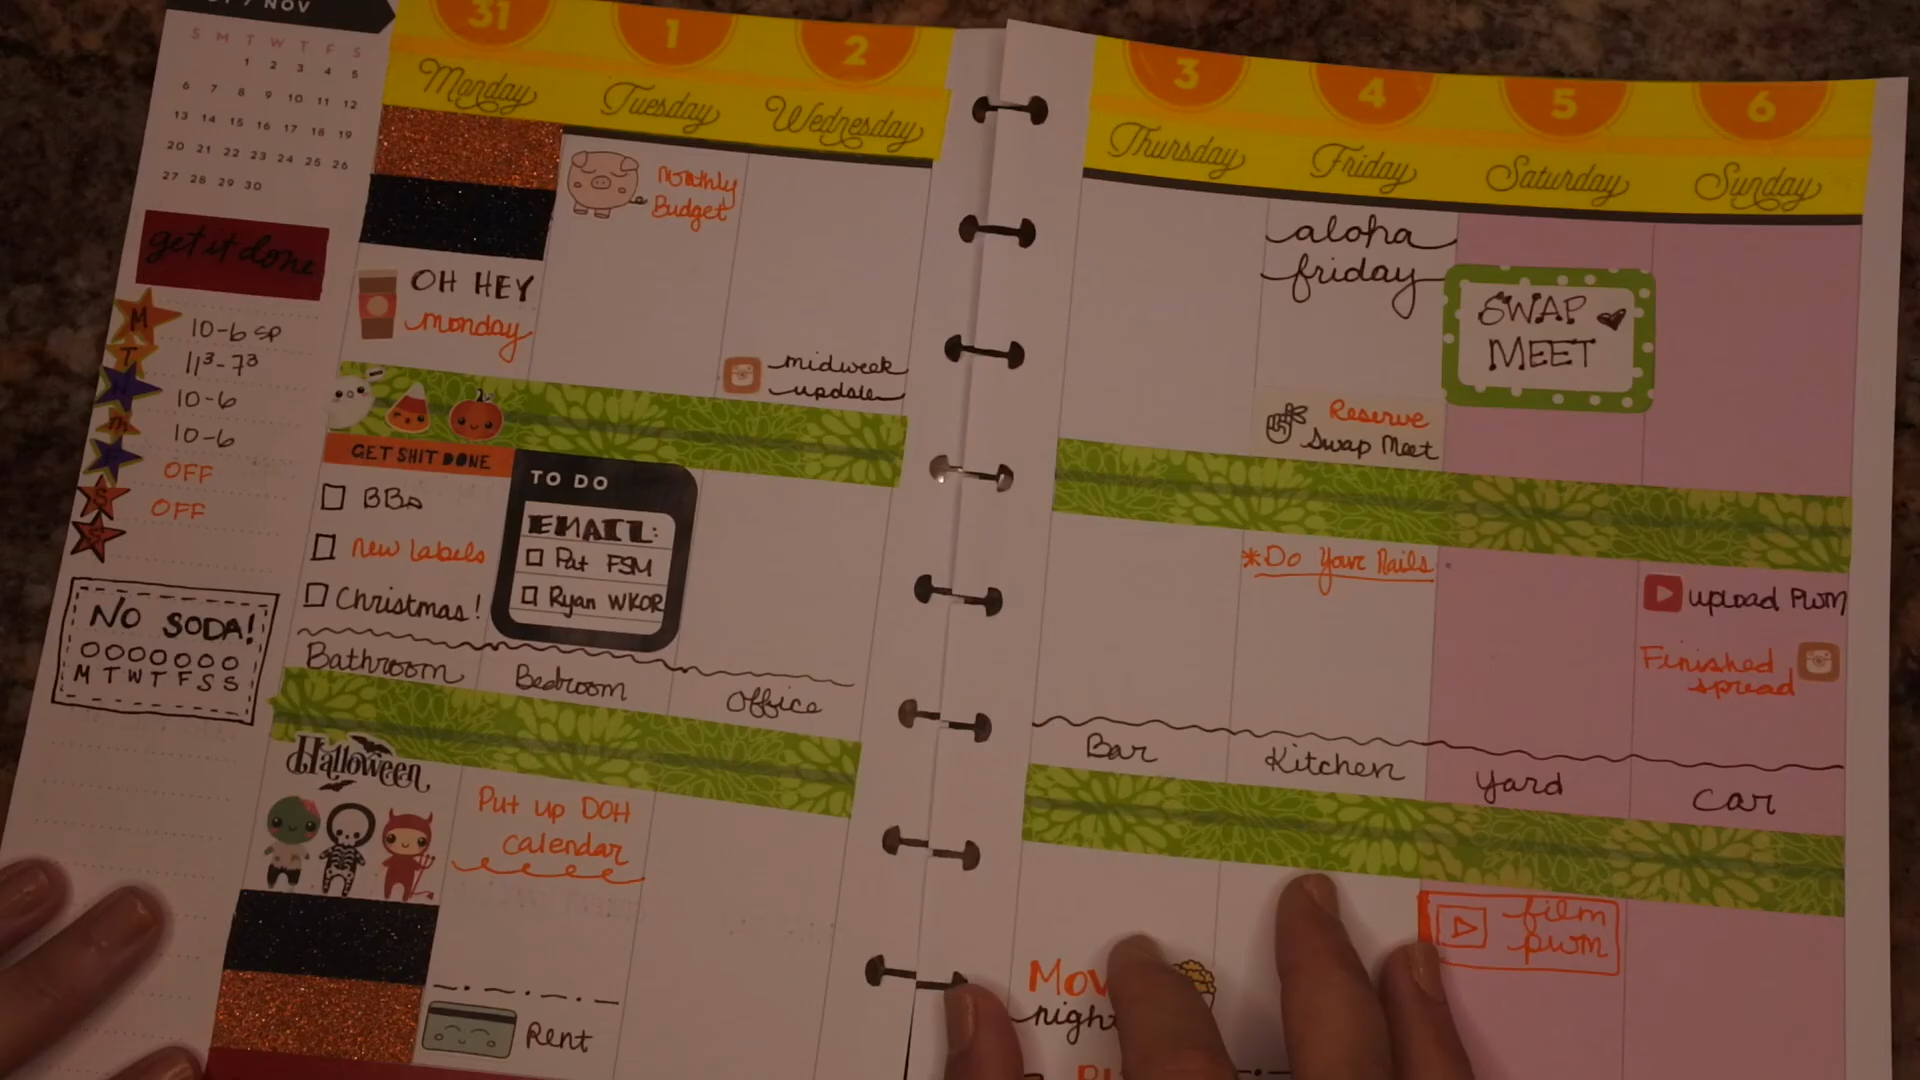 / NOV
S M T W T F S
1 2 3 4 5
6 7 8 9 10 11 12
13 14 15 16 17 18 19
20 21 22 23 24 25 26
27 28 29 30
get it done
M 10-6 SP
T 11³-7³
10-6
10-6
OFF
S OFF
S
NO SODA!
M T W T F S S
31
Monday
OH HEY
monday
GET SHIT DONE
BBs
New Labels
Christmas!
Bathroom
Halloween
1
Tuesday
Monthly
Budget
TO DO
EMAIL:
Pat FSM
Ryan WKOR
Bedroom
Put up DOH
calendar
Rent
2
Wednesday
midweek
update
Office
3
Thursday
Bar
night
4
Friday
aloha
friday
Reserve
Swap Meet
*Do Your Nails
Kitchen
5
Saturday
SWAP
MEET
Yard
film
pwm
6
Sunday
upload PWM
Finished
spread
Car